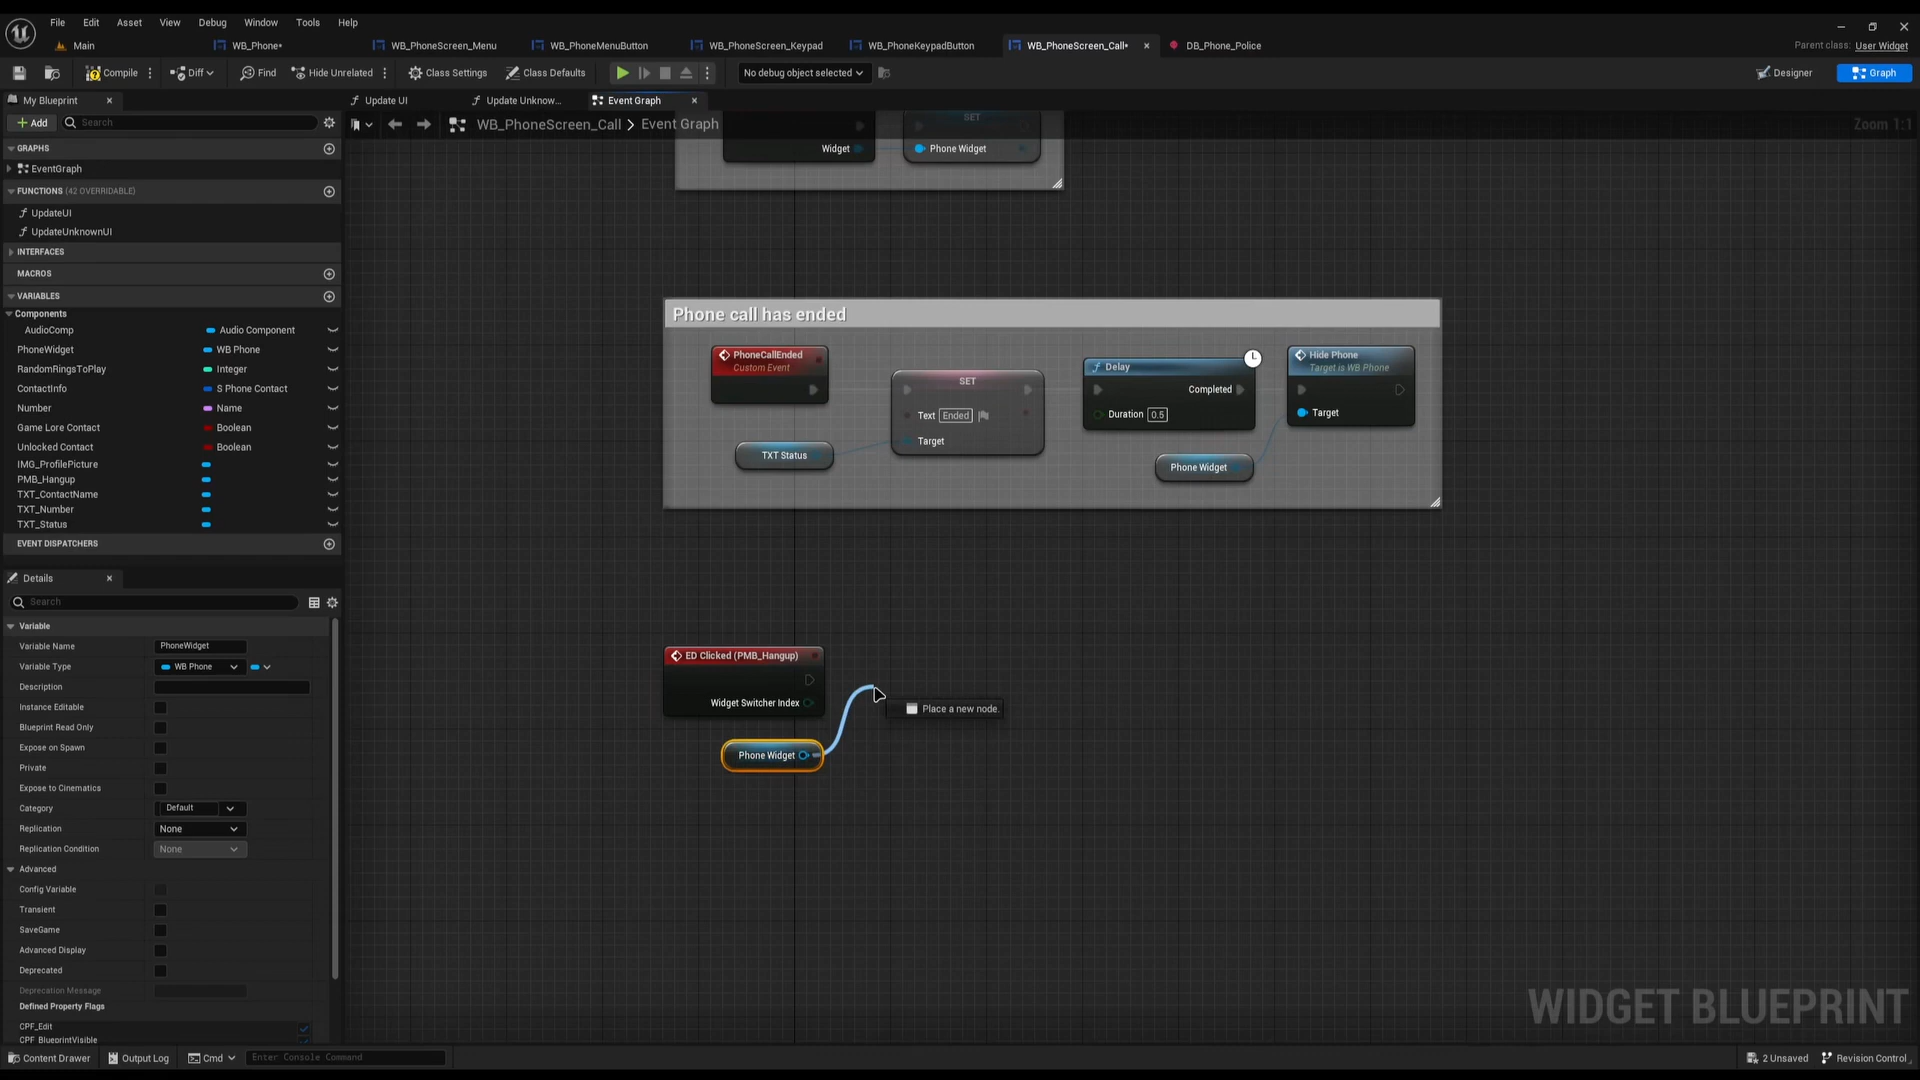 File Edit Asset View Debug Window Tools Help
Main WB_Phone* WB_PhoneScreen_Menu WB_PhoneMenuButton WB_PhoneScreen_Keypad WB_PhoneKeypadButton WB_PhoneScreen_Call* DB_Phone_Police
Parent class: User Widget
Compile Diff Find Hide Unrelated Class Settings Class Defaults No debug object selected Designer Graph
My Blueprint Update UI Update Unknow... Event Graph
Add Search WB_PhoneScreen_Call > Event Graph Zoom 1:1
GRAPHS
EventGraph
FUNCTIONS (42 OVERRIDABLE)
UpdateUI
UpdateUnknownUI
INTERFACES
MACROS
VARIABLES
Components
AudioComp Audio Component
PhoneWidget WB Phone
RandomRingsToPlay Integer
ContactInfo S Phone Contact
Number Name
Game Lore Contact Boolean
Unlocked Contact Boolean
IMG_ProfilePicture
PMB_Hangup
TXT_ContactName
TXT_Number
TXT_Status
EVENT DISPATCHERS
Details
Search
Variable
Variable Name PhoneWidget
Variable Type WB Phone
Description
Instance Editable
Blueprint Read Only
Expose on Spawn
Private
Expose to Cinematics
Category Default
Replication None
Replication Condition None
Advanced
Config Variable
Transient
SaveGame
Advanced Display
Deprecated
Deprecation Message
Defined Property Flags
CPF_Edit
CPF_BlueprintVisible
SET
Widget Phone Widget
Phone call has ended
PhoneCallEnded
Custom Event
SET
Text Ended
Target
TXT Status
Delay
Completed
Duration 0.5
Hide Phone
Target is WB Phone
Target
Phone Widget
ED Clicked (PMB_Hangup)
Widget Switcher Index
Phone Widget
Place a new node.
WIDGET BLUEPRINT
Content Drawer Output Log Cmd Enter Console Command 2 Unsaved Revision Control